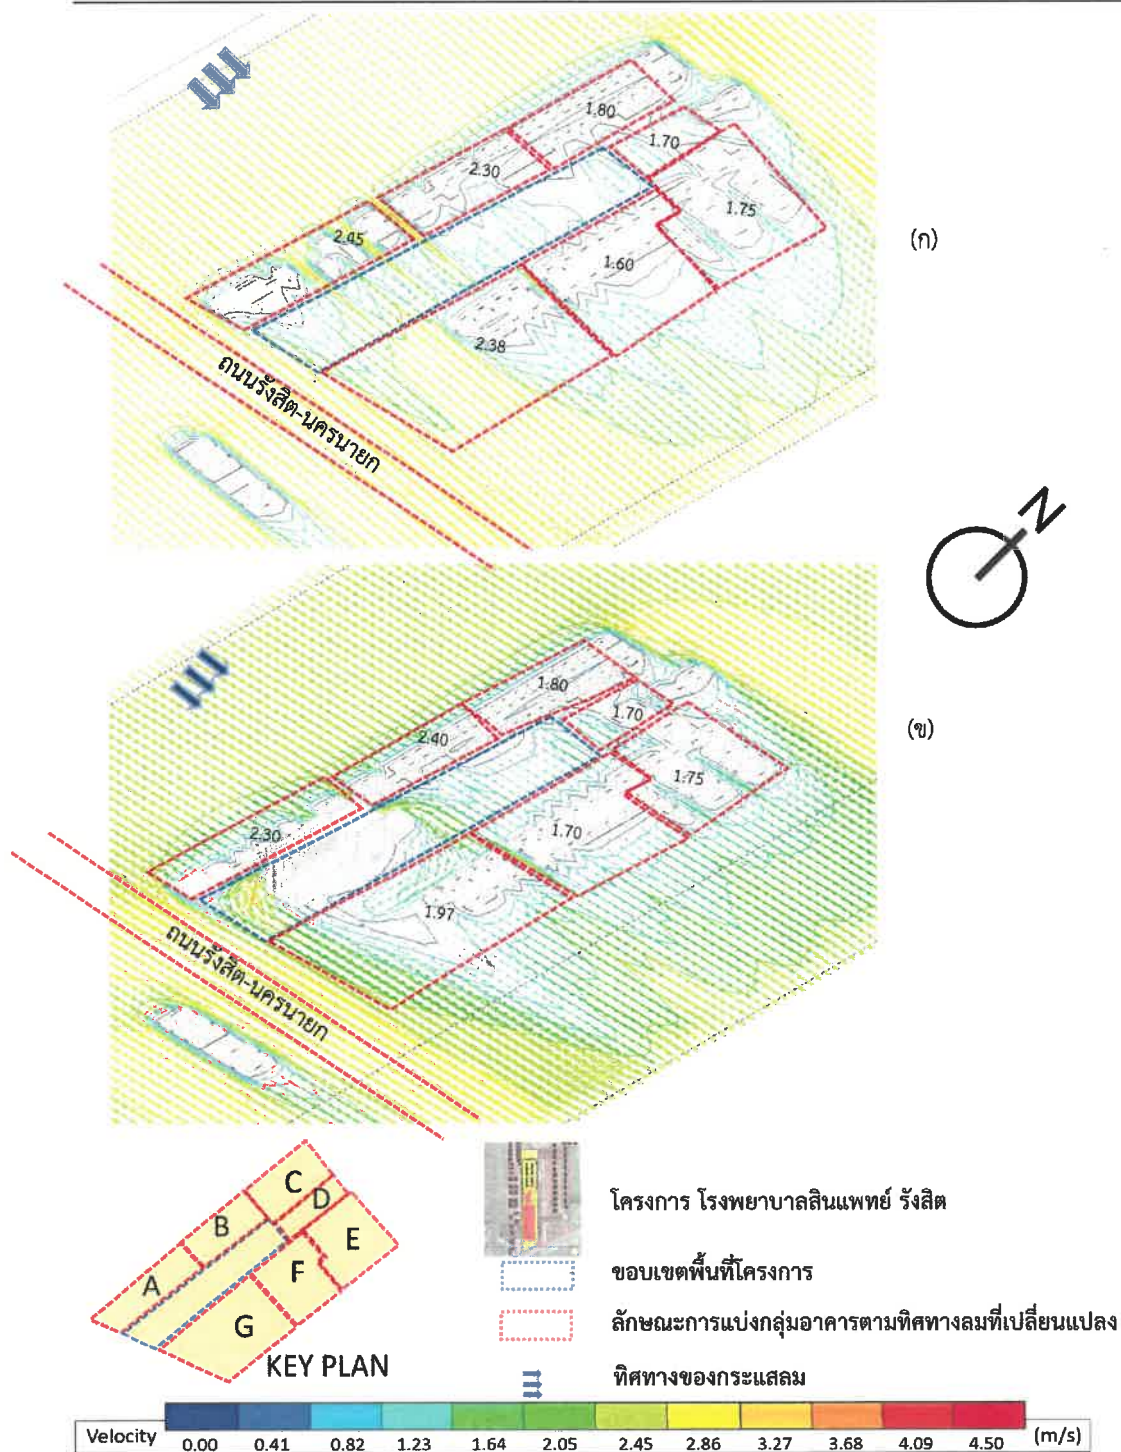 1.80
1.70
2.30
1.75
2.45
(ก)
1.60
2.38
ถนนรังสิต-นครนายก
N
1.80
1.70
(ข)
2.40
1.75
1.70
2.30
1.97
ถนนรังสิต-นครนายก
C
D
B
E
A
F
G
KEY PLAN
โครงการ โรงพยาบาลสินแพทย์ รังสิต
ขอบเขตพื้นที่โครงการ
ลักษณะการแบ่งกลุ่มอาคารตามทิศทางลมที่เปลี่ยนแปลง
ทิศทางของกระแสลม
Velocity 0.00 0.41 0.82 1.23 1.64 2.05 2.45 2.86 3.27 3.68 4.09 4.50 (m/s)